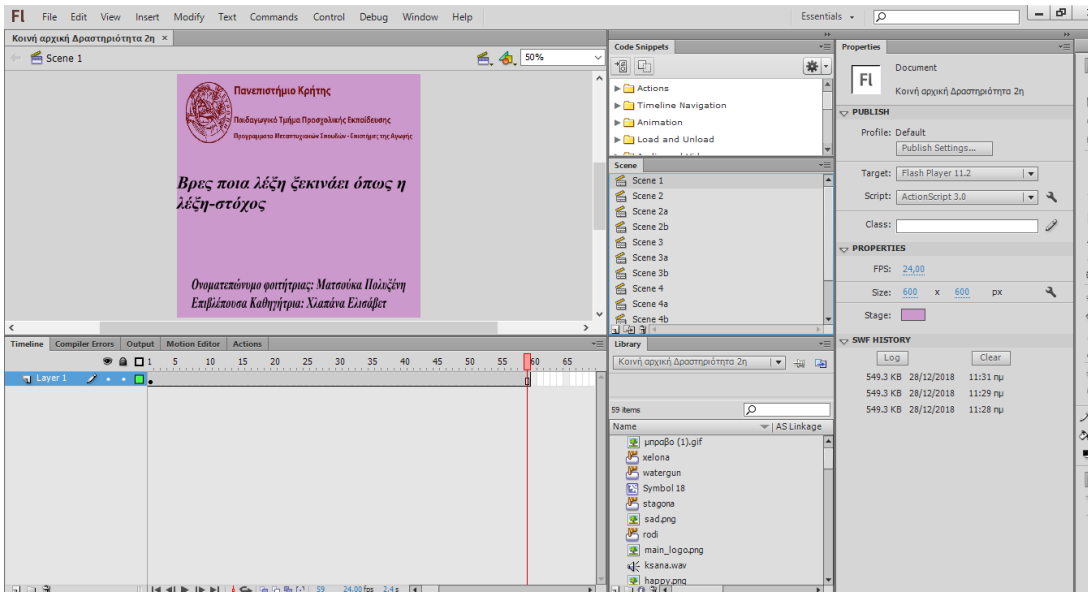 Fl File Edit View Insert Modify Text Commands Control Debug Window Help Essentials
Κοινή αρχική Δραστηριότητα 2η ×
Scene 1 50%
Πανεπιστήμιο Κρήτης
Παιδαγωγικό Τμήμα Προσχολικής Εκπαίδευσης
Προγράμματα Μεταπτυχιακών Σπουδών - Επιστήμες της Αγωγής
Βρες ποια λέξη ξεκινάει όπως η
λέξη-στόχος
Ονοματεπώνυμο φοιτήτριας: Ματσούκα Πολυξένη
Επιβλέπουσα Καθηγήτρια: Χλαπάνα Ελισάβετ
Timeline Compiler Errors Output Motion Editor Actions
1 5 10 15 20 25 30 35 40 45 50 55 60 65
Layer 1
59 24.00 fps 2.4 s
Code Snippets
Actions
Timeline Navigation
Animation
Load and Unload
Scene
Scene 1
Scene 2
Scene 2a
Scene 2b
Scene 3
Scene 3a
Scene 3b
Scene 4
Scene 4a
Scene 4b
Library
Κοινή αρχική Δραστηριότητα 2η
59 items
Name AS Linkage
μπραβο (1).gif
xelona
watergun
Symbol 18
stagona
sad.png
rodi
main_logo.png
ksana.wav
happy.png
Properties
Fl Document
Κοινή αρχική Δραστηριότητα 2η
PUBLISH
Profile: Default
Publish Settings...
Target: Flash Player 11.2
Script: ActionScript 3.0
Class:
PROPERTIES
FPS: 24,00
Size: 600 x 600 px
Stage:
SWF HISTORY
Log Clear
549.3 KB 28/12/2018 11:31 πμ
549.3 KB 28/12/2018 11:29 πμ
549.3 KB 28/12/2018 11:28 πμ